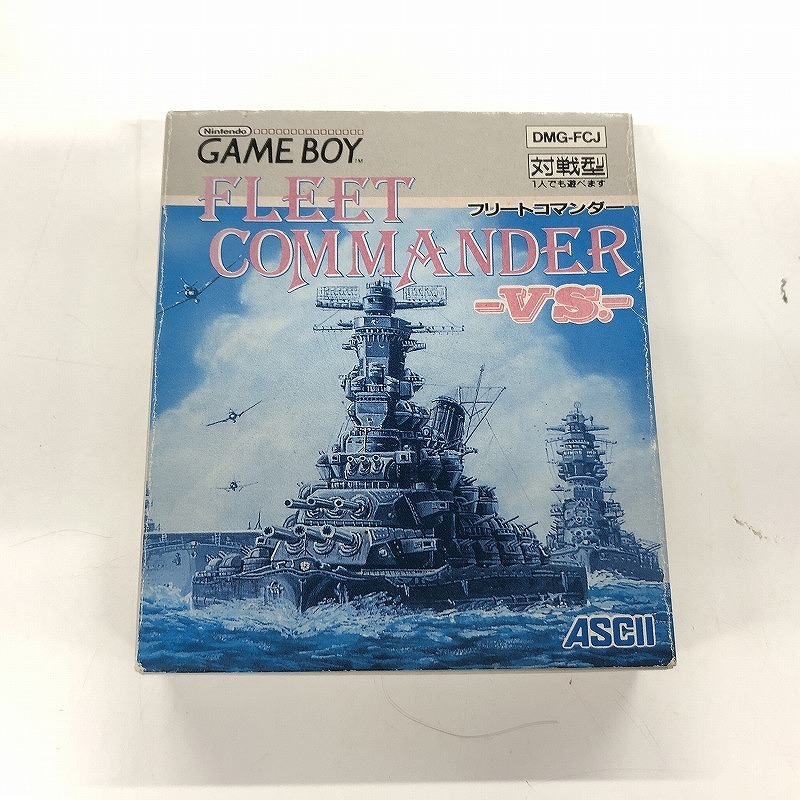 Nintendo
GAME BOY™
DMG-FCJ
対戦型
1人でも遊べます
FLEET
フリートコマンダー
COMMANDER
-VS.-
ASCII